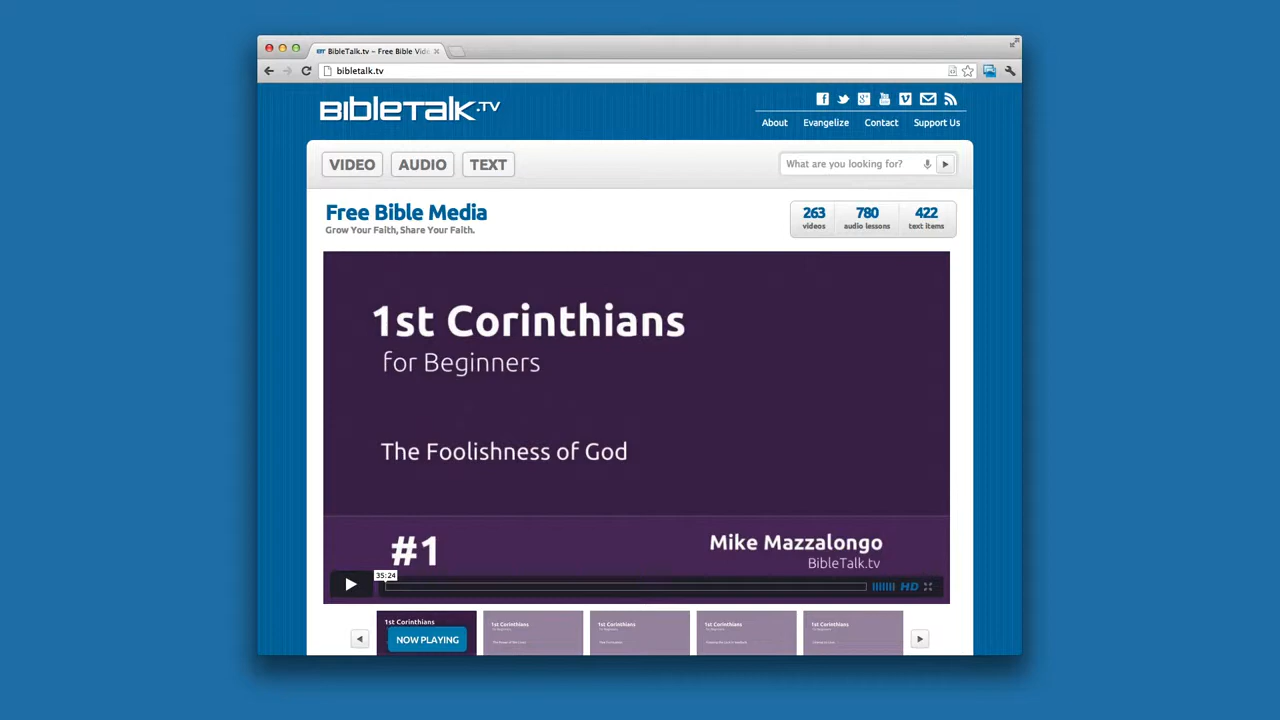 BibleTalk.tv – Free Bible Vide
bibletalk.tv
BIBLETALK.TV
About Evangelize Contact Support Us
VIDEO AUDIO TEXT
What are you looking for?
Free Bible Media
Grow Your Faith, Share Your Faith.
263 780 422
videos audio lessons text items
1st Corinthians
for Beginners
The Foolishness of God
#1
Mike Mazzalongo
BibleTalk.tv
35:24
HD
1st Corinthians 1st Corinthians 1st Corinthians 1st Corinthians 1st Corinthians
NOW PLAYING